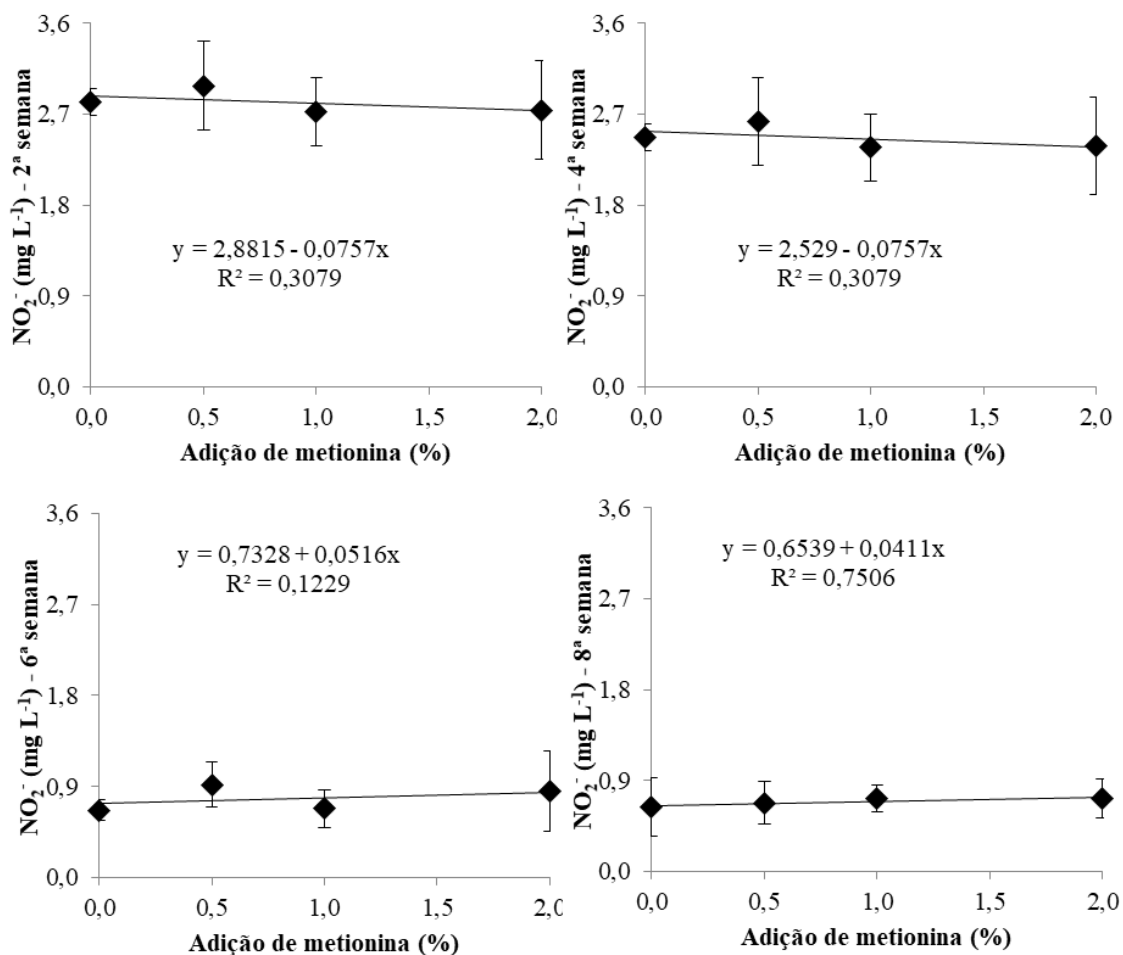 NO₂⁻ (mg L⁻¹) - 2ª semana
3,6
2,7
1,8
0,9
0,0
y = 2,8815 - 0,0757x
R² = 0,3079
0,0 0,5 1,0 1,5 2,0
Adição de metionina (%)
NO₂⁻ (mg L⁻¹) - 4ª semana
3,6
2,7
1,8
0,9
0,0
y = 2,529 - 0,0757x
R² = 0,3079
0,0 0,5 1,0 1,5 2,0
Adição de metionina (%)
NO₂⁻ (mg L⁻¹) - 6ª semana
3,6
2,7
1,8
0,9
0,0
y = 0,7328 + 0,0516x
R² = 0,1229
0,0 0,5 1,0 1,5 2,0
Adição de metionina (%)
NO₂⁻ (mg L⁻¹) - 8ª semana
3,6
2,7
1,8
0,9
0,0
y = 0,6539 + 0,0411x
R² = 0,7506
0,0 0,5 1,0 1,5 2,0
Adição de metionina (%)